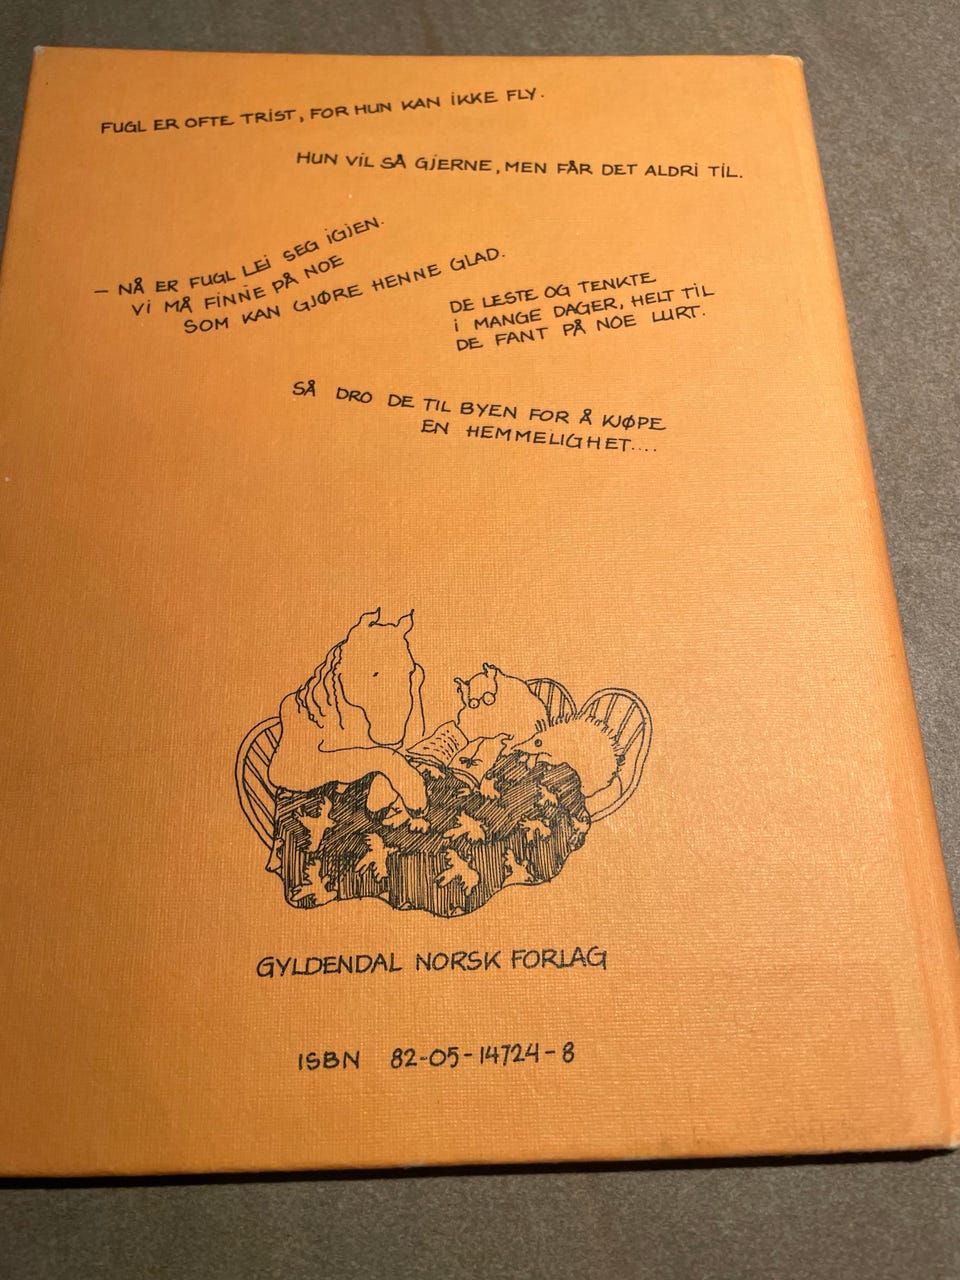 FUGL ER OFTE TRIST, FOR HUN KAN IKKE FLY.
HUN VIL SÅ GJERNE, MEN FÅR DET ALDRI TIL.
– NÅ ER FUGL LEI SEG IGJEN.
VI MÅ FINNE PÅ NOE
SOM KAN GJØRE HENNE GLAD.
DE LESTE OG TENKTE
I MANGE DAGER, HELT TIL
DE FANT PÅ NOE LURT.
SÅ DRO DE TIL BYEN FOR Å KJØPE
EN HEMMELIGHET....
GYLDENDAL NORSK FORLAG
ISBN 82-05-14724-8